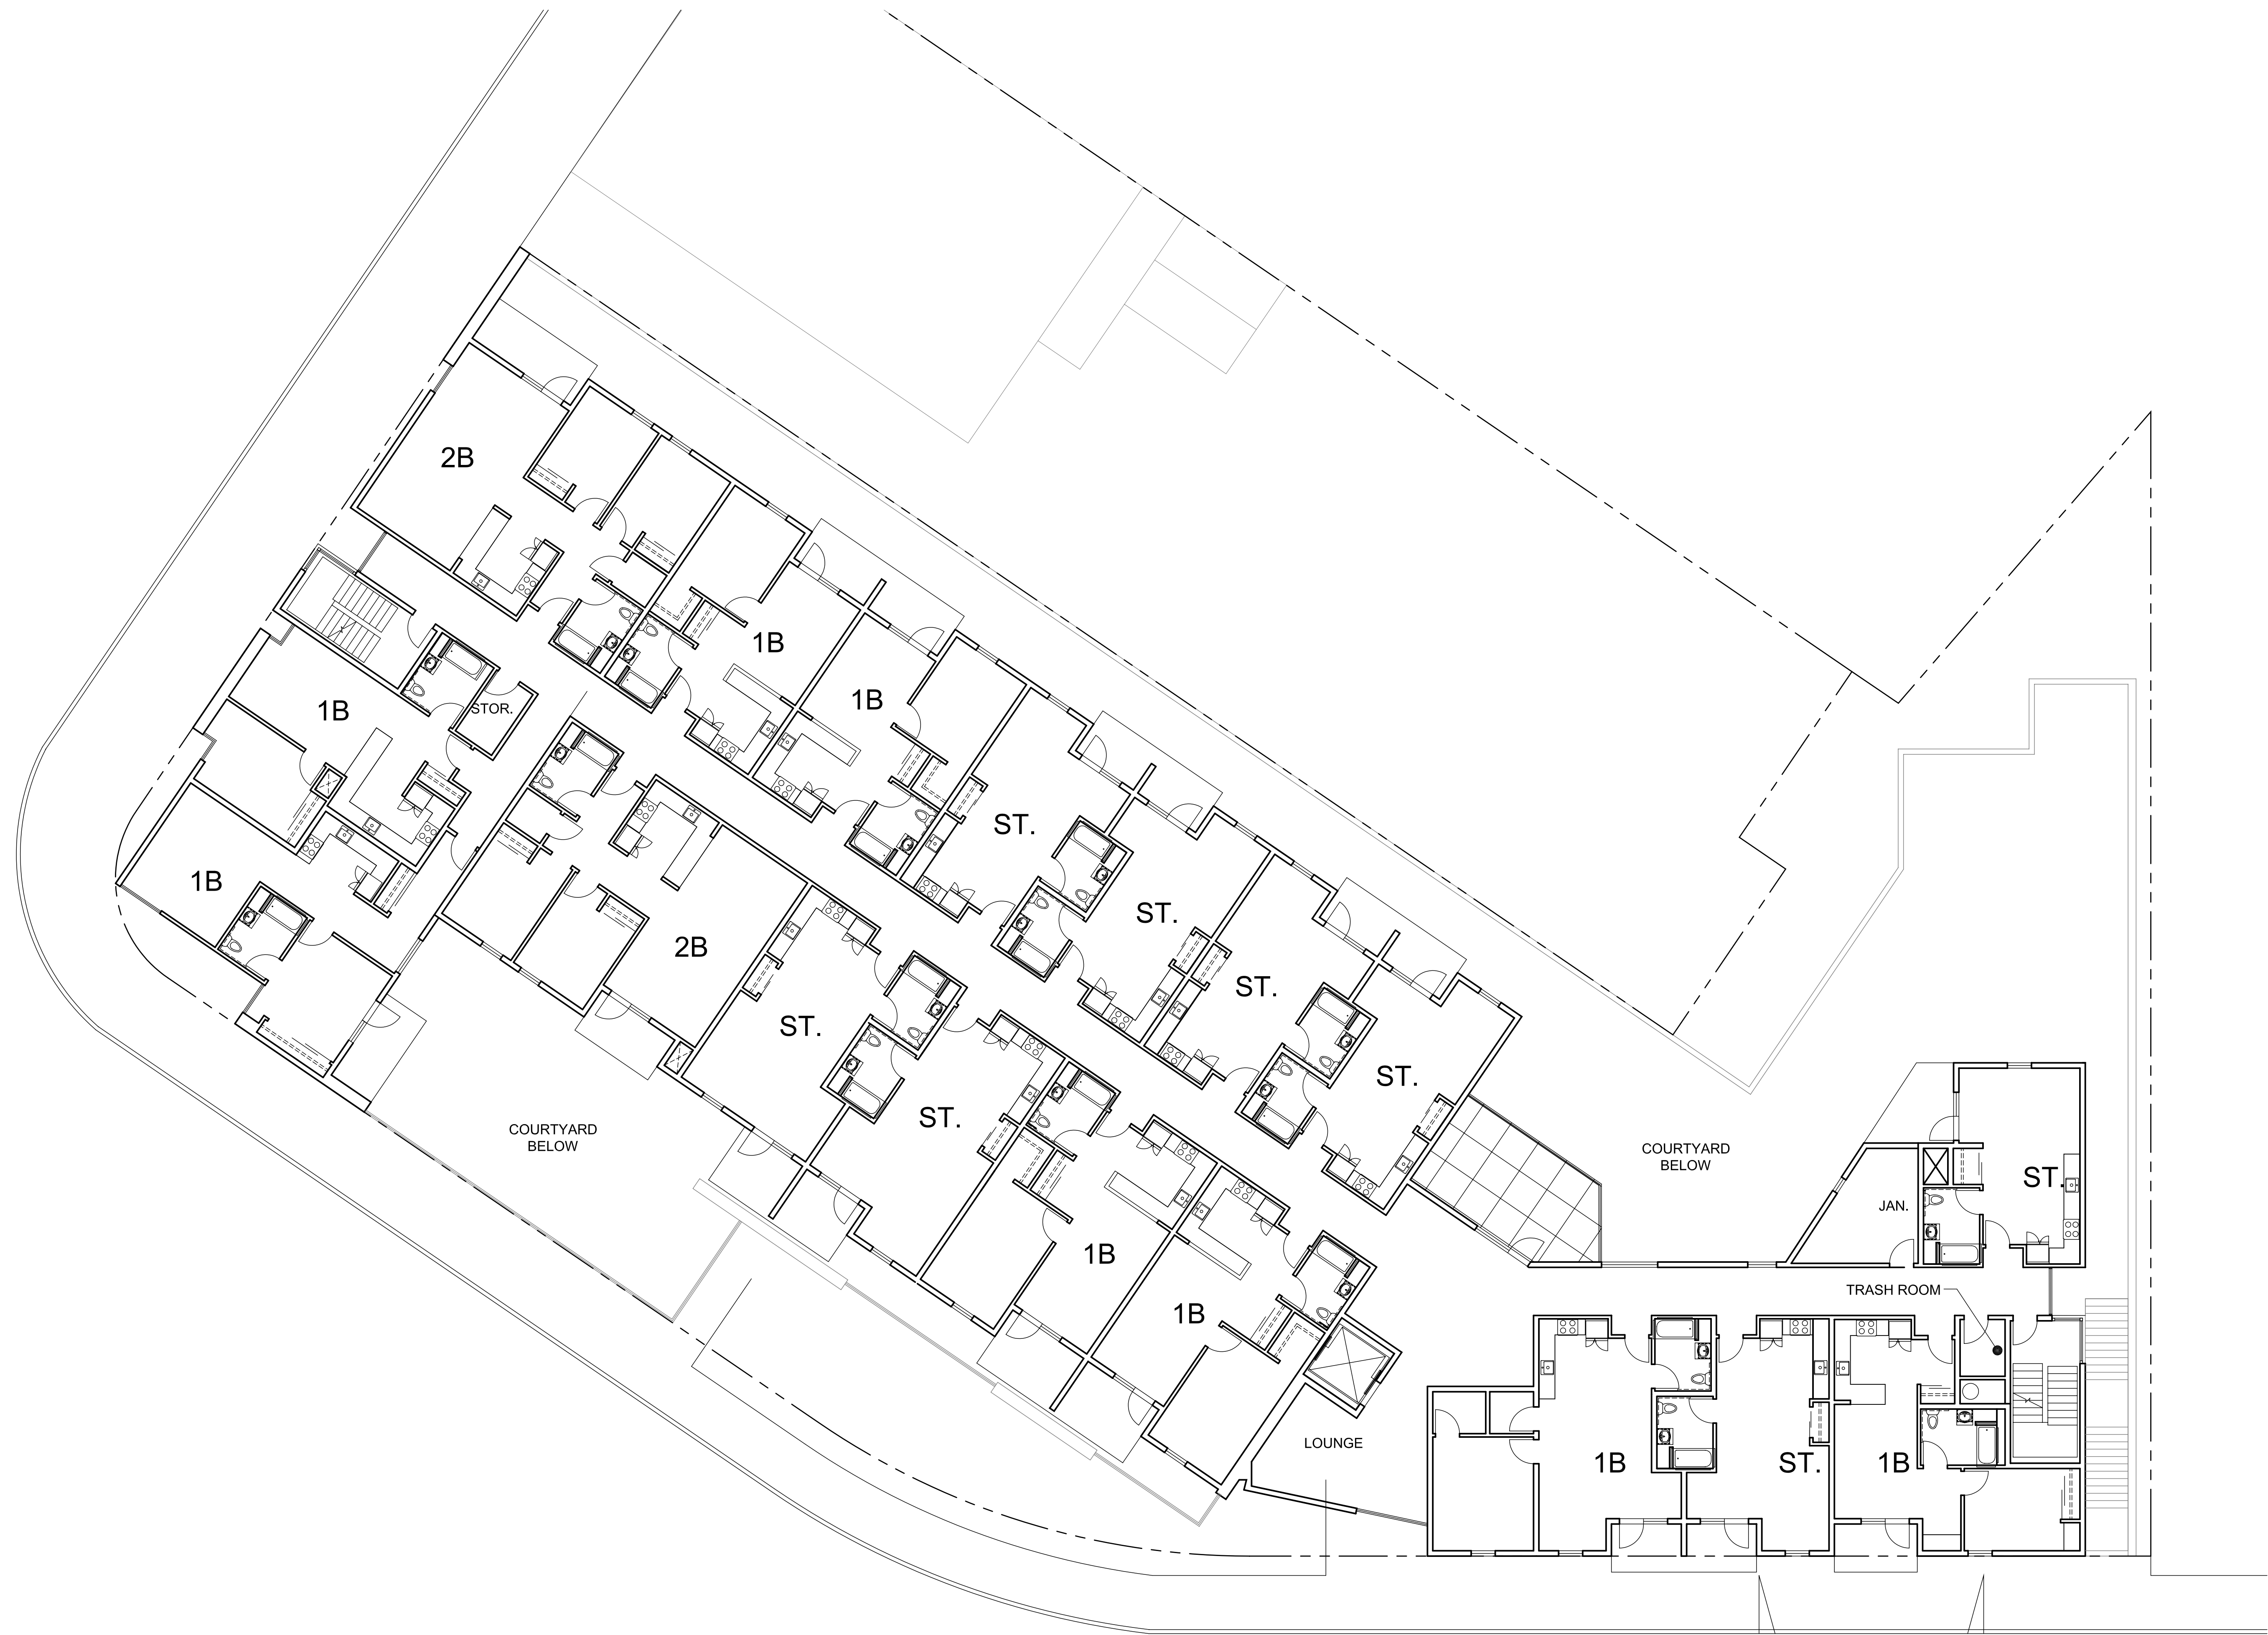 2B
1B
1B
STOR.
1B
1B
ST.
2B
ST.
ST.
ST.
ST.
ST.
COURTYARD
BELOW
COURTYARD
BELOW
ST.
JAN.
1B
TRASH ROOM
1B
LOUNGE
1B
ST.
1B